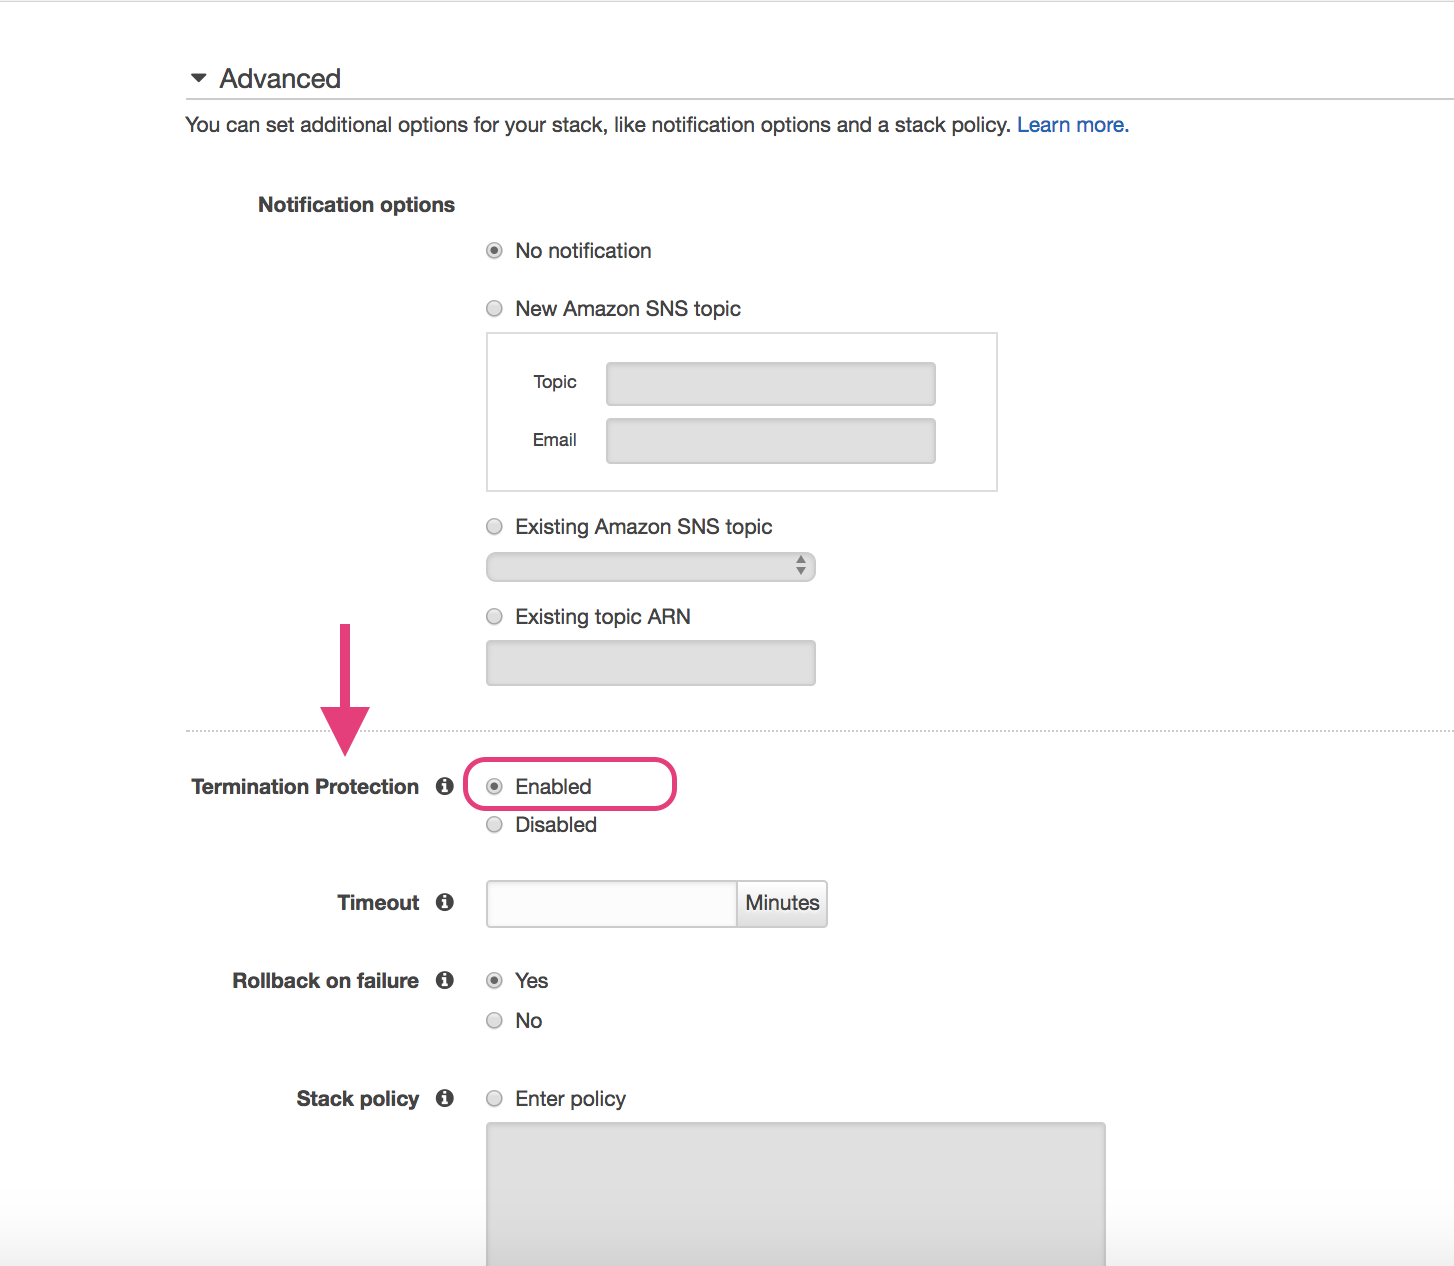 Advanced
You can set additional options for your stack, like notification options and a stack policy. Learn more.
Notification options
No notification
New Amazon SNS topic
Topic
Email
Existing Amazon SNS topic
Existing topic ARN
Termination Protection Enabled
Disabled
Timeout Minutes
Rollback on failure Yes
No
Stack policy Enter policy